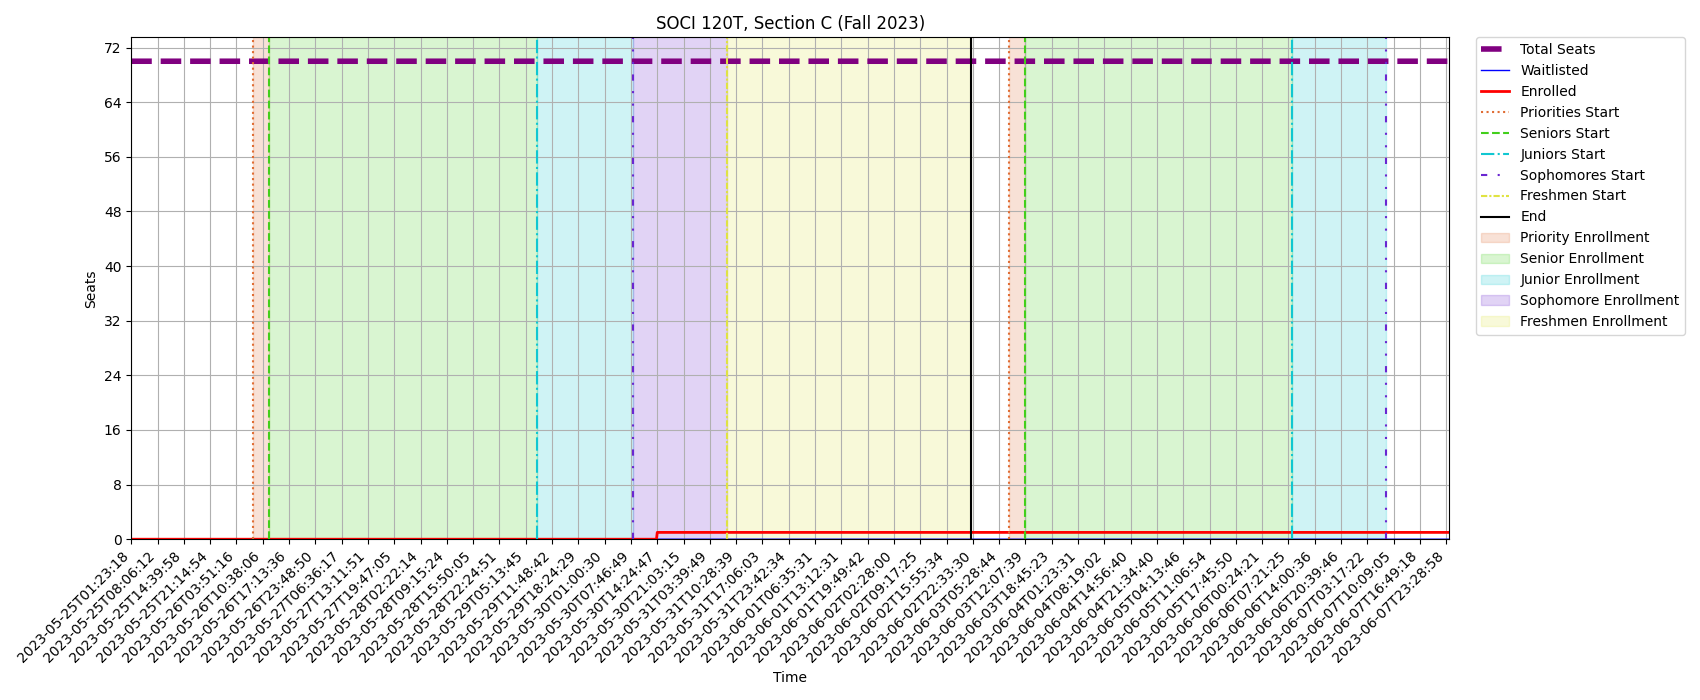 SOCI 120T, Section C (Fall 2023)
72
64
56
48
40
32
24
16
8
0
Seats
2023-05-25T01:23:18
2023-05-25T08:06:12
2023-05-25T14:39:58
2023-05-25T21:14:54
2023-05-26T03:51:16
2023-05-26T10:38:06
2023-05-26T17:13:36
2023-05-26T23:48:50
2023-05-27T06:36:17
2023-05-27T13:11:51
2023-05-27T19:47:05
2023-05-28T02:22:14
2023-05-28T09:15:24
2023-05-28T15:50:05
2023-05-28T22:24:51
2023-05-29T05:13:45
2023-05-29T11:48:42
2023-05-29T18:24:29
2023-05-30T01:00:30
2023-05-30T07:46:49
2023-05-30T14:24:47
2023-05-30T21:03:15
2023-05-31T03:39:49
2023-05-31T10:28:39
2023-05-31T17:06:03
2023-05-31T23:42:34
2023-06-01T06:35:31
2023-06-01T13:12:31
2023-06-01T19:49:42
2023-06-02T02:28:00
2023-06-02T09:17:25
2023-06-02T15:55:34
2023-06-02T22:33:30
2023-06-03T05:28:44
2023-06-03T12:07:39
2023-06-03T18:45:23
2023-06-04T01:23:31
2023-06-04T08:19:02
2023-06-04T14:56:40
2023-06-04T21:34:40
2023-06-05T04:13:46
2023-06-05T11:06:54
2023-06-05T17:45:50
2023-06-06T00:24:21
2023-06-06T07:21:25
2023-06-06T14:00:36
2023-06-06T20:39:46
2023-06-07T03:17:22
2023-06-07T10:09:05
2023-06-07T16:49:18
2023-06-07T23:28:58
Time
Total Seats
Waitlisted
Enrolled
Priorities Start
Seniors Start
Juniors Start
Sophomores Start
Freshmen Start
End
Priority Enrollment
Senior Enrollment
Junior Enrollment
Sophomore Enrollment
Freshmen Enrollment